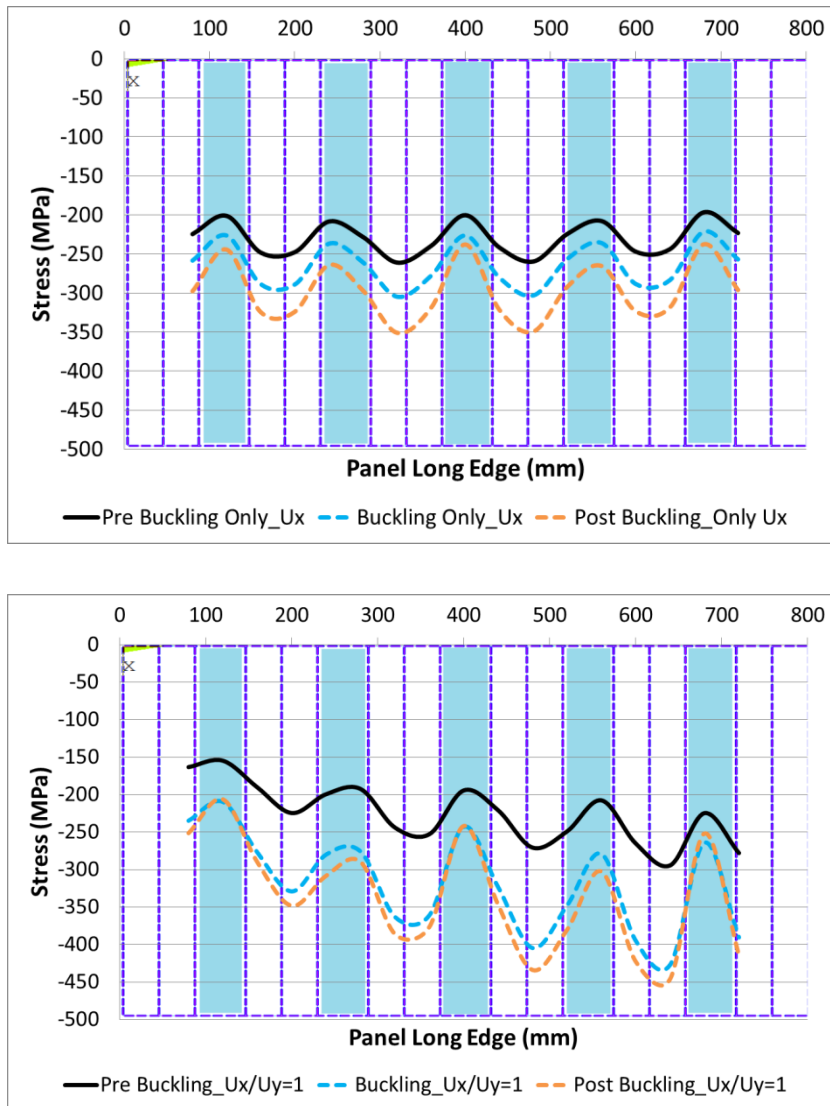 0 100 200 300 400 500 600 700 800
0
X
-50
-100
-150
-200
-250
-300
-350
-400
-450
-500
Stress (MPa)
Panel Long Edge (mm)
Pre Buckling Only_Ux Buckling Only_Ux Post Buckling_Only Ux
0 100 200 300 400 500 600 700 800
0
X
-50
-100
-150
-200
-250
-300
-350
-400
-450
-500
Stress (MPa)
Panel Long Edge (mm)
Pre Buckling_Ux/Uy=1 Buckling_Ux/Uy=1 Post Buckling_Ux/Uy=1